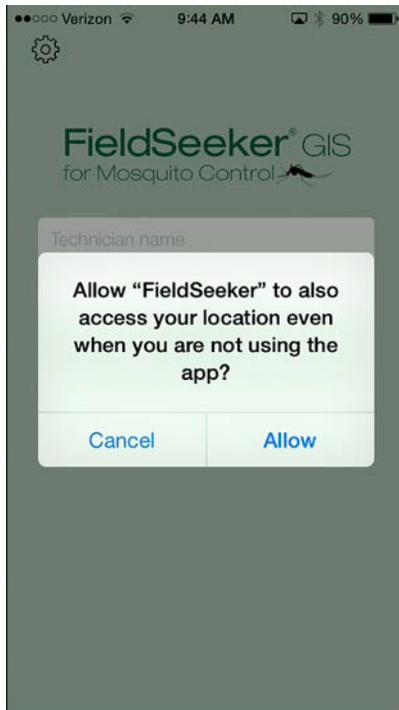 Verizon 9:44 AM 90%
FieldSeeker® GIS
for Mosquito Control
Technician name
Allow “FieldSeeker” to also
access your location even
when you are not using the
app?
Cancel Allow